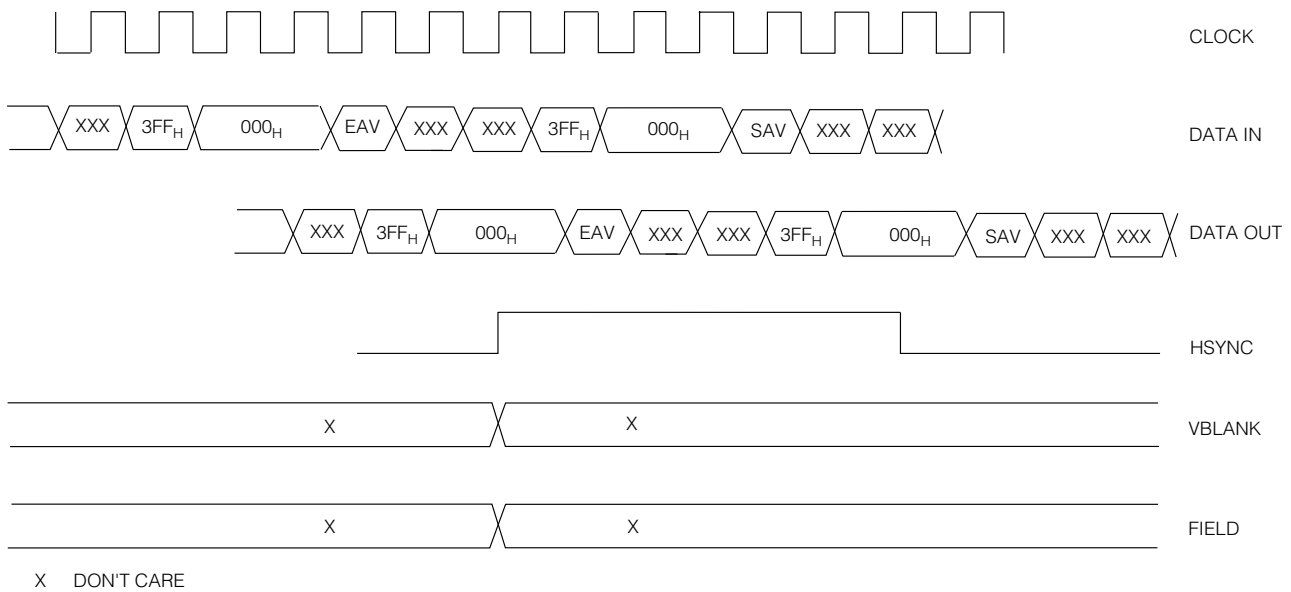 CLOCK
XXX 3FFH 000H EAV XXX XXX 3FFH 000H SAV XXX XXX DATA IN
XXX 3FFH 000H EAV XXX XXX 3FFH 000H SAV XXX XXX DATA OUT
HSYNC
X X VBLANK
X X FIELD
X DON'T CARE